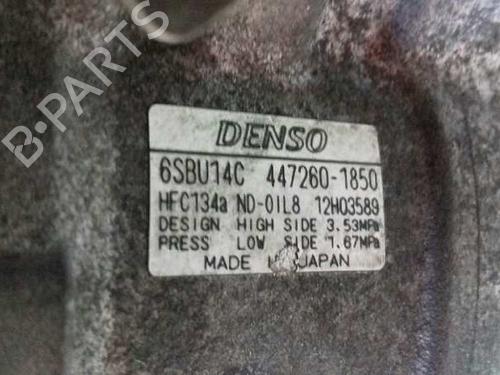 B-PARTS
DENSO
6SBU14C 447260-1850
HFC134a ND-OIL8 12H03589
DESIGN HIGH SIDE 3.53MPa
PRESS LOW SIDE 1.67MPa
MADE IN JAPAN